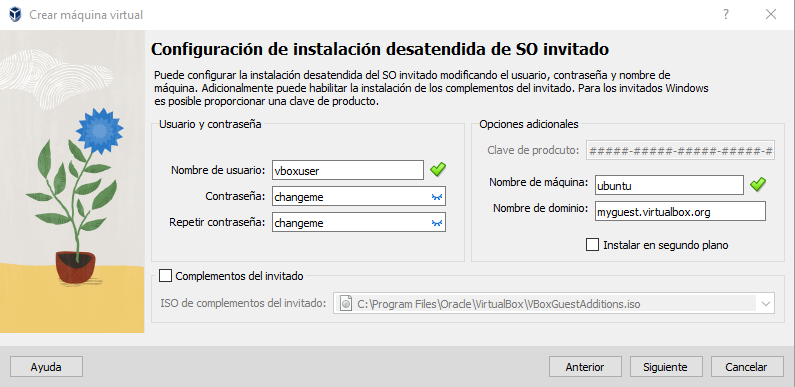 Crear máquina virtual
Configuración de instalación desatendida de SO invitado
Puede configurar la instalación desatendida del SO invitado modificando el usuario, contraseña y nombre de
máquina. Adicionalmente puede habilitar la instalación de los complementos del invitado. Para los invitados Windows
es posible proporcionar una clave de producto.
Usuario y contraseña
Nombre de usuario: vboxuser
Contraseña: changeme
Repetir contraseña: changeme
Opciones adicionales
Clave de prodcuto: #####-#####-#####-#####-#
Nombre de máquina: ubuntu
Nombre de dominio: myguest.virtualbox.org
Instalar en segundo plano
Complementos del invitado
ISO de complementos del invitado: C:\Program Files\Oracle\VirtualBox\VBoxGuestAdditions.iso
Ayuda
Anterior
Siguiente
Cancelar